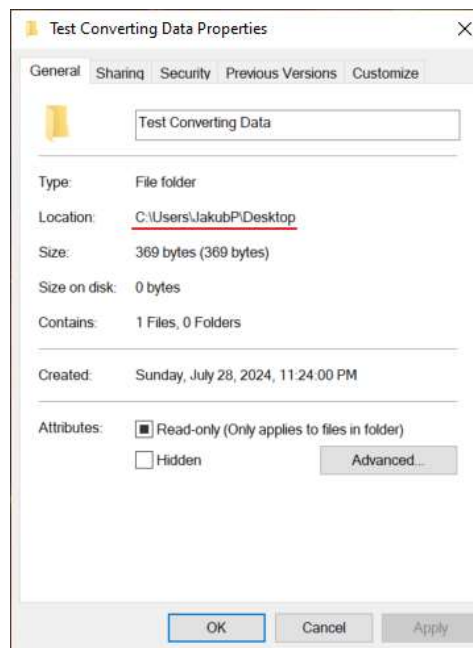 Test Converting Data Properties
General Sharing Security Previous Versions Customize
Test Converting Data
Type: File folder
Location: C:\Users\JakubP\Desktop
Size: 369 bytes (369 bytes)
Size on disk: 0 bytes
Contains: 1 Files, 0 Folders
Created: Sunday, July 28, 2024, 11:24:00 PM
Attributes: Read-only (Only applies to files in folder)
Hidden Advanced...
OK Cancel Apply